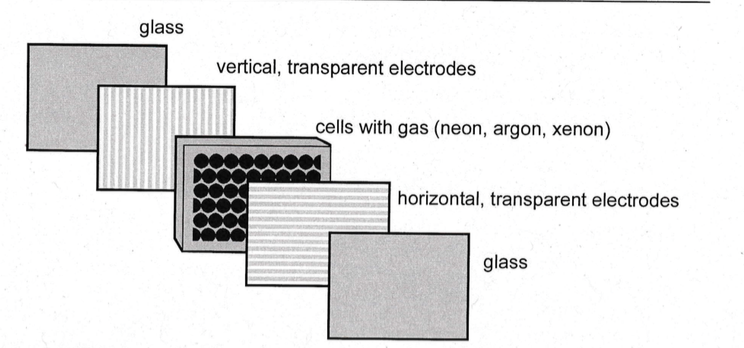 glass
vertical, transparent electrodes
cells with gas (neon, argon, xenon)
horizontal, transparent electrodes
glass